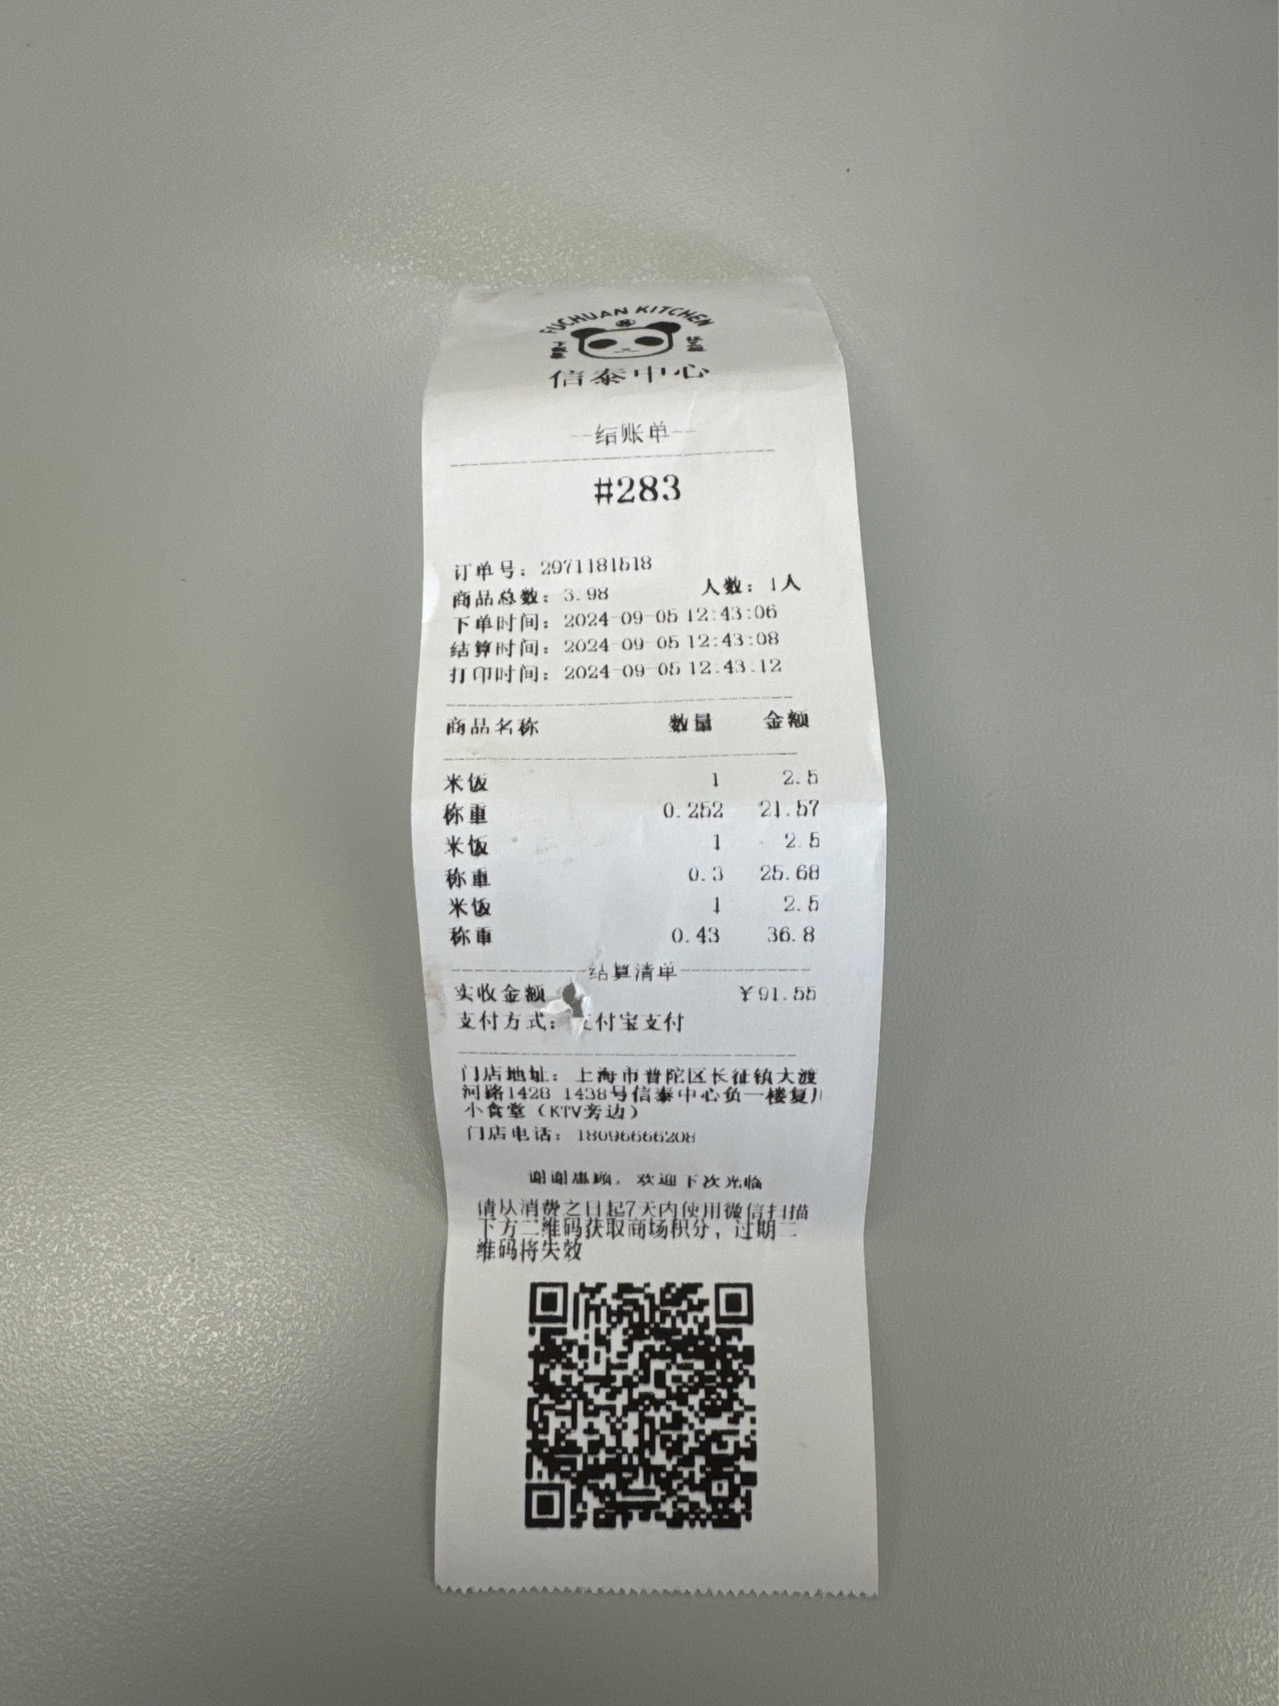 FUCHUAN KITCHEN
信泰中心
--结账单--
#283
订单号：2971181518
商品总数：3.98 人数：1人
下单时间：2024-09-05 12:43:06
结算时间：2024-09-05 12:43:08
打印时间：2024-09-05 12:43:12
商品名称 数量 金额
米饭 1 2.5
称重 0.252 21.57
米饭 1 2.5
称重 0.3 25.68
米饭 1 2.5
称重 0.43 36.8
结算清单
实收金额 ￥91.55
支付方式：支付宝支付
门店地址：上海市普陀区长征镇大渡
河路1428 1438号信泰中心负一楼复川
小食堂（KTV旁边）
门店电话：18096666208
谢谢惠顾，欢迎下次光临
请从消费之日起7天内使用微信扫描
下方二维码获取商场积分，过期二
维码将失效